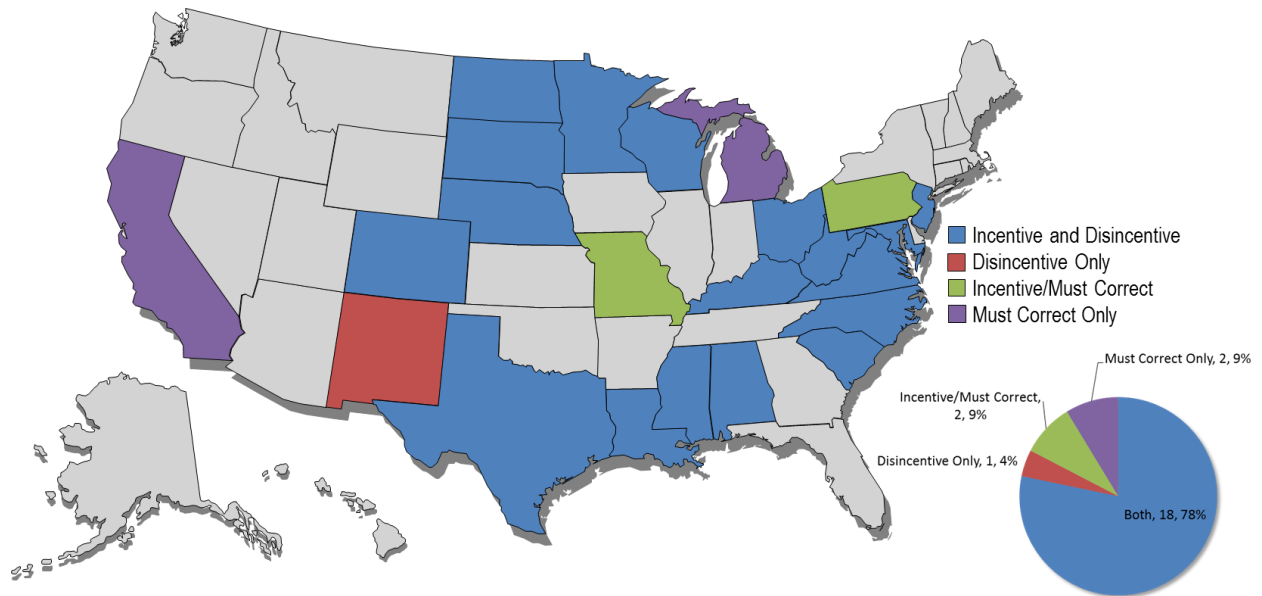 Incentive and Disincentive
Disincentive Only
Incentive/Must Correct
Must Correct Only
Must Correct Only, 2, 9%
Incentive/Must Correct,
2, 9%
Disincentive Only, 1, 4%
Both, 18, 78%